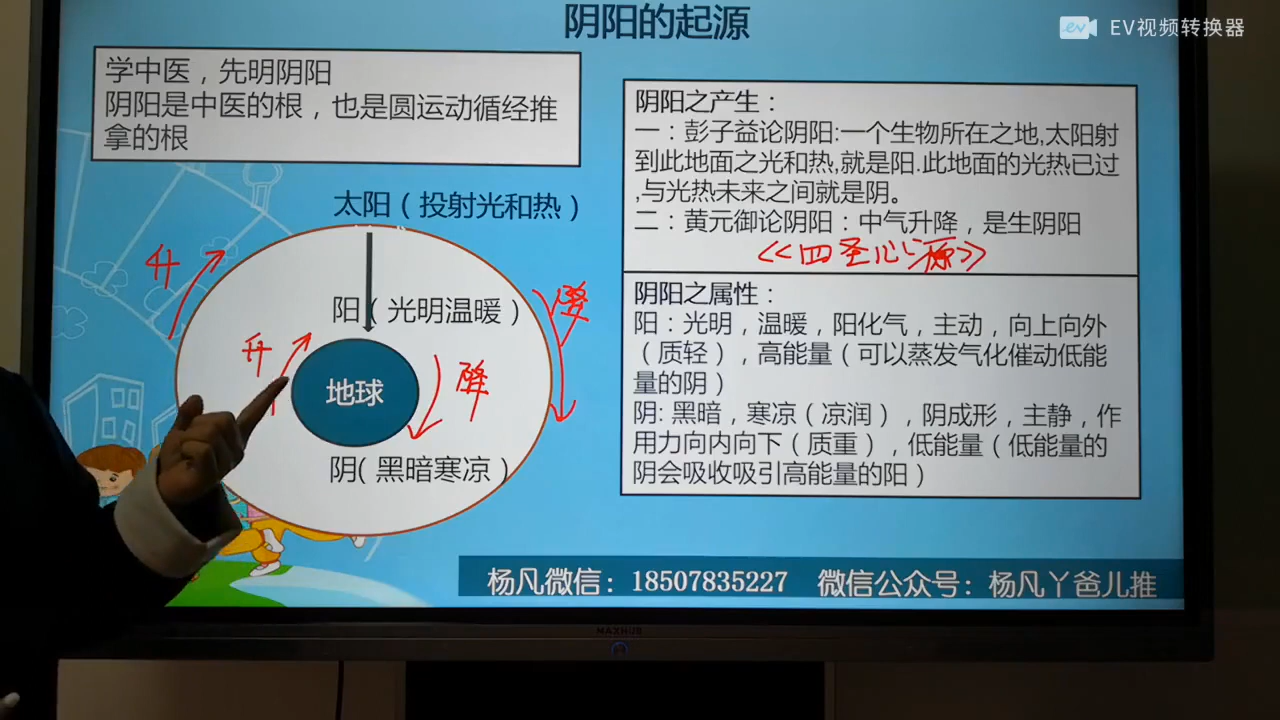 阴阳的起源
EV视频转换器
学中医，先明阴阳
阴阳是中医的根，也是圆运动循经推
拿的根
太阳（投射光和热）
升
降
阳（光明温暖）
升
降
地球
阴( 黑暗寒凉）
阴阳之产生：
一：彭子益论阴阳:一个生物所在之地,太阳射
到此地面之光和热,就是阳.此地面的光热已过
,与光热未来之间就是阴。
二：黄元御论阴阳：中气升降，是生阴阳
<<四圣心源>>
阴阳之属性：
阳：光明，温暖，阳化气，主动，向上向外
（质轻），高能量（可以蒸发气化催动低能
量的阴）
阴: 黑暗，寒凉（凉润），阴成形，主静，作
用力向内向下（质重），低能量（低能量的
阴会吸收吸引高能量的阳）
杨凡微信：18507835227 微信公众号：杨凡丫爸儿推
MAXHUB